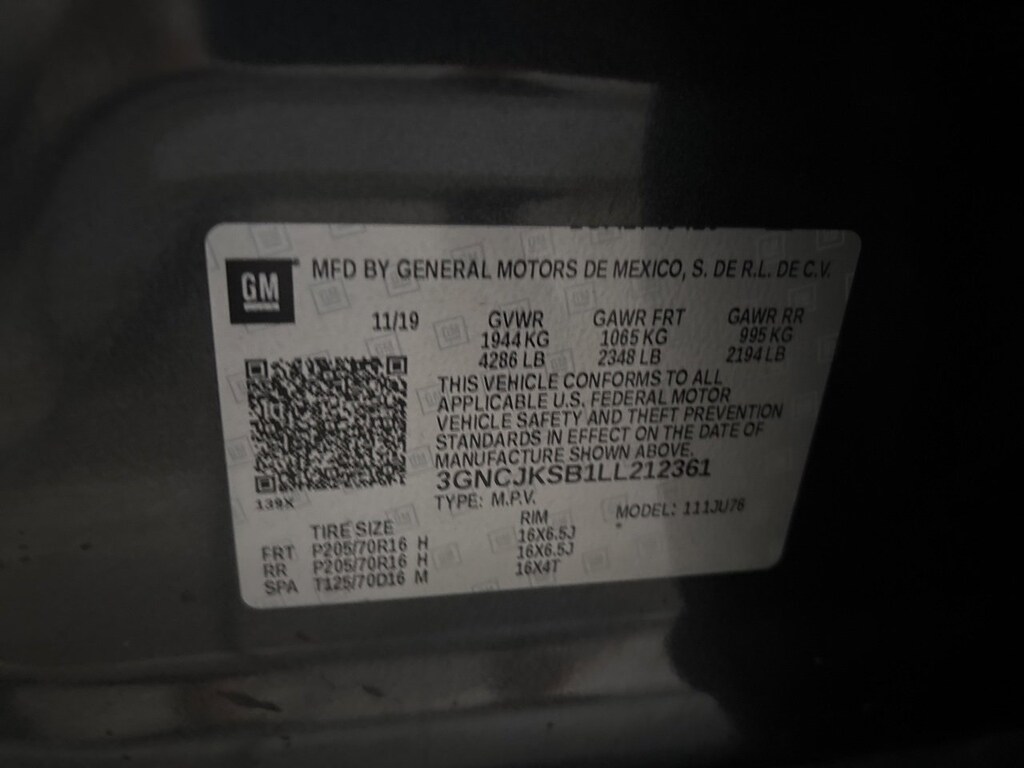 GM
MFD BY GENERAL MOTORS DE MEXICO, S. DE R.L. DE C.V.
11/19 GVWR GAWR FRT GAWR RR
1944 KG 1065 KG 995 KG
4286 LB 2348 LB 2194 LB
THIS VEHICLE CONFORMS TO ALL
APPLICABLE U.S. FEDERAL MOTOR
VEHICLE SAFETY AND THEFT PREVENTION
STANDARDS IN EFFECT ON THE DATE OF
MANUFACTURE SHOWN ABOVE.
3GNCJKSB1LL212361
139X
TYPE: M.P.V. MODEL: 111JU76
TIRE SIZE RIM *
FRT P205/70R16 H 16X6.5J
RR P205/70R16 H 16X6.5J
SPA T125/70D16 M 16X4T